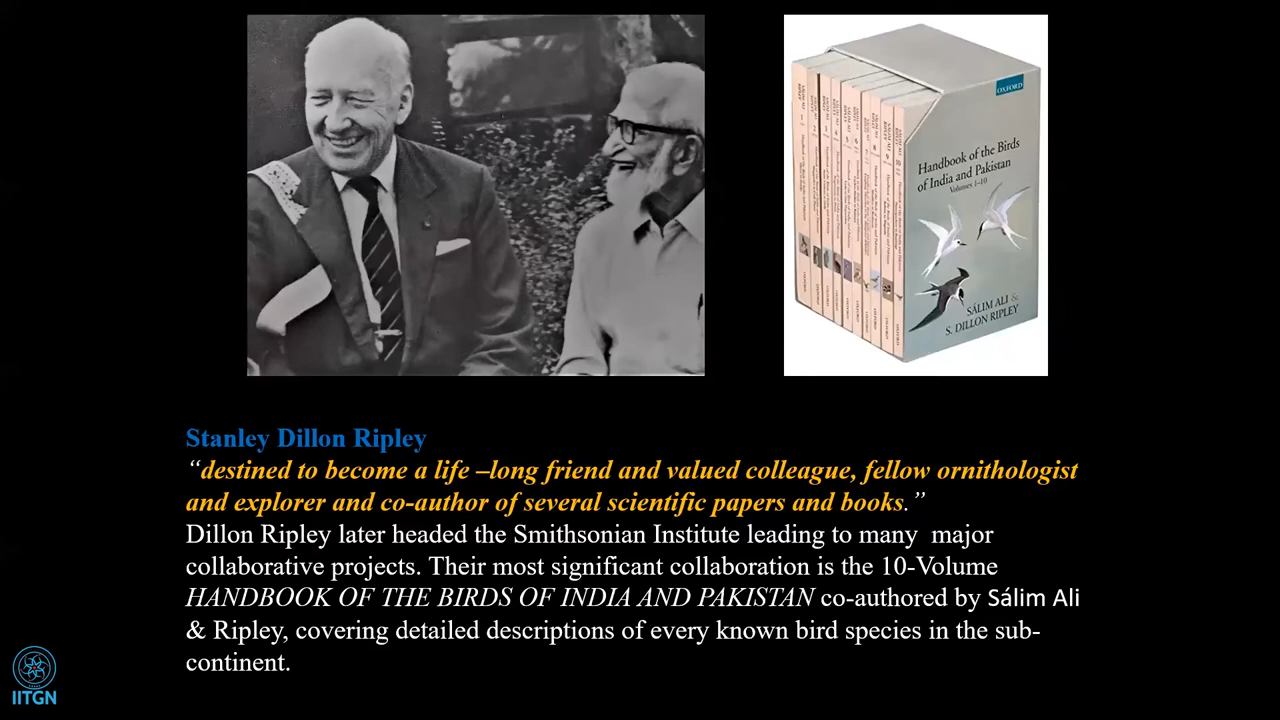 OXFORD
Handbook of the Birds
of India and Pakistan
Volumes 1–10
SÁLIM ALI &
S. DILLON RIPLEY
Stanley Dillon Ripley
“destined to become a life –long friend and valued colleague, fellow ornithologist
and explorer and co-author of several scientific papers and books.”
Dillon Ripley later headed the Smithsonian Institute leading to many  major
collaborative projects. Their most significant collaboration is the 10-Volume
HANDBOOK OF THE BIRDS OF INDIA AND PAKISTAN co-authored by Sálim Ali
& Ripley, covering detailed descriptions of every known bird species in the sub-
continent.
IITGN